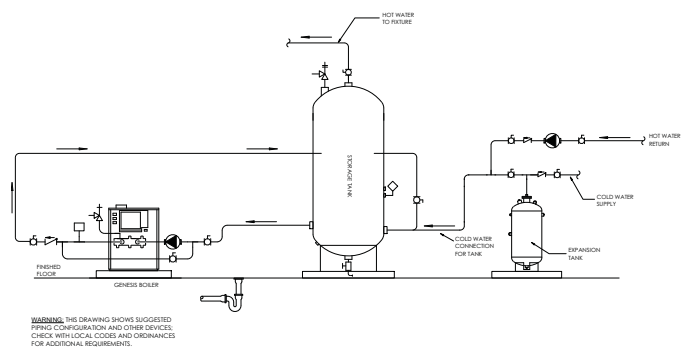 HOT WATER
TO FIXTURE
HOT WATER
RETURN
COLD WATER
SUPPLY
STORAGE TANK
COLD WATER
CONNECTION
FOR TANK
EXPANSION
TANK
FINISHED
FLOOR
GENESIS BOILER
WARNING: THIS DRAWING SHOWS SUGGESTED
PIPING CONFIGURATION AND OTHER DEVICES;
CHECK WITH LOCAL CODES AND ORDINANCES
FOR ADDITIONAL REQUIREMENTS.